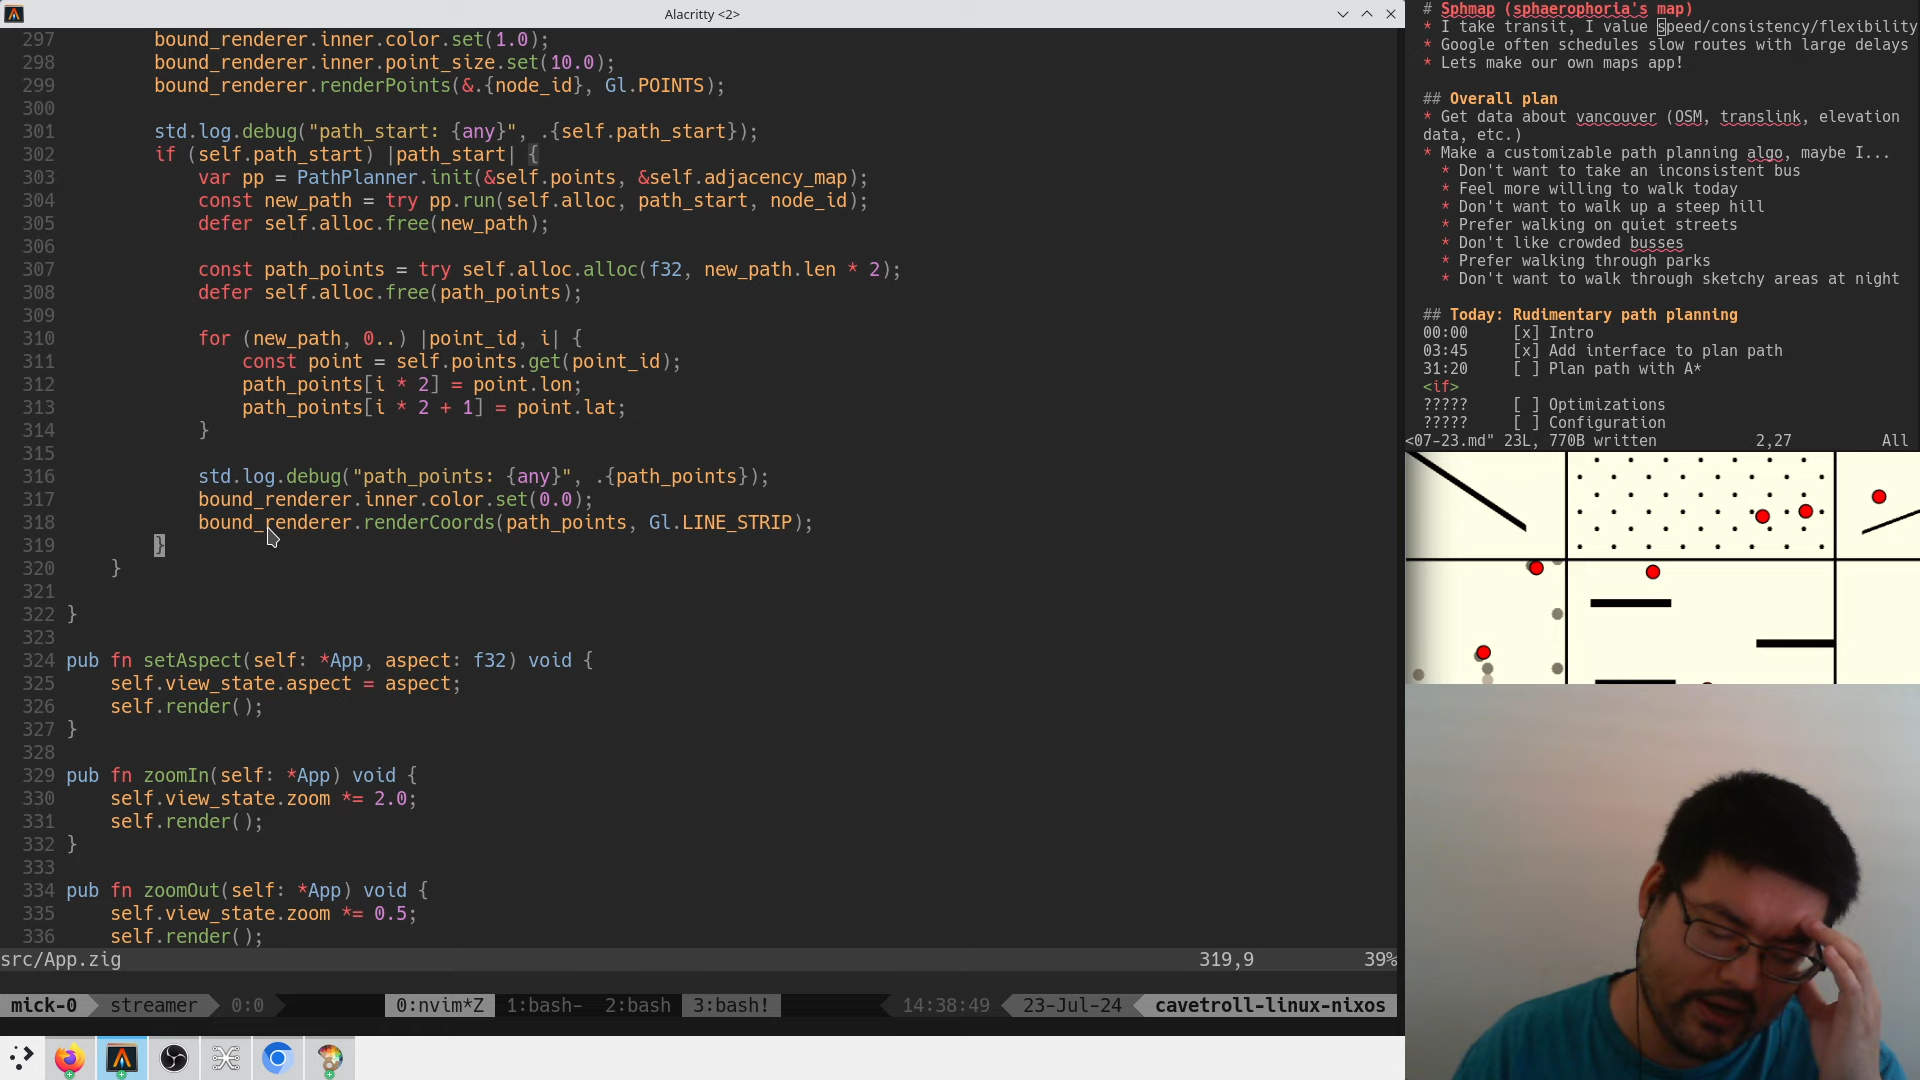 Alacritty <2>
297 bound_renderer.inner.color.set(1.0);
298 bound_renderer.inner.point_size.set(10.0);
299 bound_renderer.renderPoints(&.{node_id}, Gl.POINTS);
300
301 std.log.debug("path_start: {any}", .{self.path_start});
302 if (self.path_start) |path_start| {
303 var pp = PathPlanner.init(&self.points, &self.adjacency_map);
304 const new_path = try pp.run(self.alloc, path_start, node_id);
305 defer self.alloc.free(new_path);
306
307 const path_points = try self.alloc.alloc(f32, new_path.len * 2);
308 defer self.alloc.free(path_points);
309
310 for (new_path, 0..) |point_id, i| {
311 const point = self.points.get(point_id);
312 path_points[i * 2] = point.lon;
313 path_points[i * 2 + 1] = point.lat;
314 }
315
316 std.log.debug("path_points: {any}", .{path_points});
317 bound_renderer.inner.color.set(0.0);
318 bound_renderer.renderCoords(path_points, Gl.LINE_STRIP);
319 }
320 }
321
322 }
323
324 pub fn setAspect(self: *App, aspect: f32) void {
325 self.view_state.aspect = aspect;
326 self.render();
327 }
328
329 pub fn zoomIn(self: *App) void {
330 self.view_state.zoom *= 2.0;
331 self.render();
332 }
333
334 pub fn zoomOut(self: *App) void {
335 self.view_state.zoom *= 0.5;
336 self.render();
src/App.zig 319,9 39%
mick-0 streamer 0:0 0:nvim*Z 1:bash- 2:bash 3:bash! 14:38:49 23-Jul-24 cavetroll-linux-nixos
# Sphmap (sphaerophoria's map)
* I take transit, I value speed/consistency/flexibility
* Google often schedules slow routes with large delays
* Lets make our own maps app!
## Overall plan
* Get data about vancouver (OSM, translink, elevation
data, etc.)
* Make a customizable path planning algo, maybe I...
* Don't want to take an inconsistent bus
* Feel more willing to walk today
* Don't want to walk up a steep hill
* Prefer walking on quiet streets
* Don't like crowded busses
* Prefer walking through parks
* Don't want to walk through sketchy areas at night
## Today: Rudimentary path planning
00:00 [x] Intro
03:45 [x] Add interface to plan path
31:20 [ ] Plan path with A*
<if>
????? [ ] Optimizations
????? [ ] Configuration
<07-23.md" 23L, 770B written 2,27 All